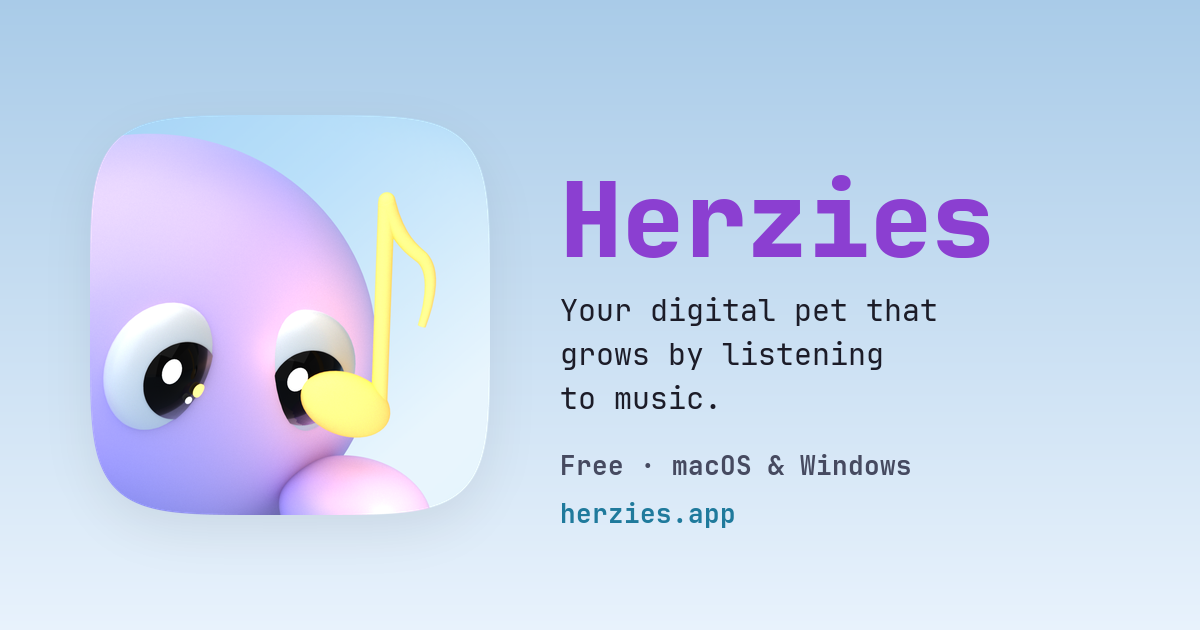 Herzies
Your digital pet that
grows by listening
to music.
Free · macOS & Windows
herzies.app